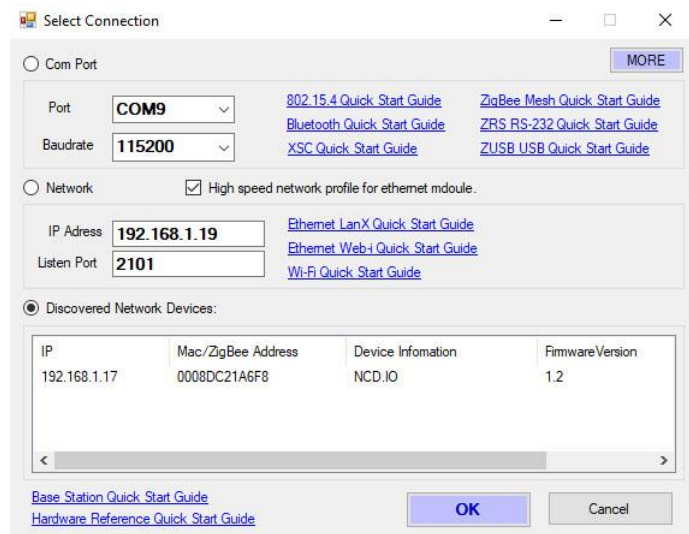 Select Connection
Com Port
MORE
Port COM9 802.15.4 Quick Start Guide ZigBee Mesh Quick Start Guide
Bluetooth Quick Start Guide ZRS RS-232 Quick Start Guide
Baudrate 115200 XSC Quick Start Guide ZUSB USB Quick Start Guide
Network High speed network profile for ethernet mdoule.
IP Adress 192.168.1.19 Ethernet LanX Quick Start Guide
Ethernet Web-i Quick Start Guide
Listen Port 2101 Wi-Fi Quick Start Guide
Discovered Network Devices:
IP Mac/ZigBee Address Device Infomation FirmwareVersion
192.168.1.17 0008DC21A6F8 NCD.IO 1.2
Base Station Quick Start Guide
Hardware Reference Quick Start Guide
OK Cancel